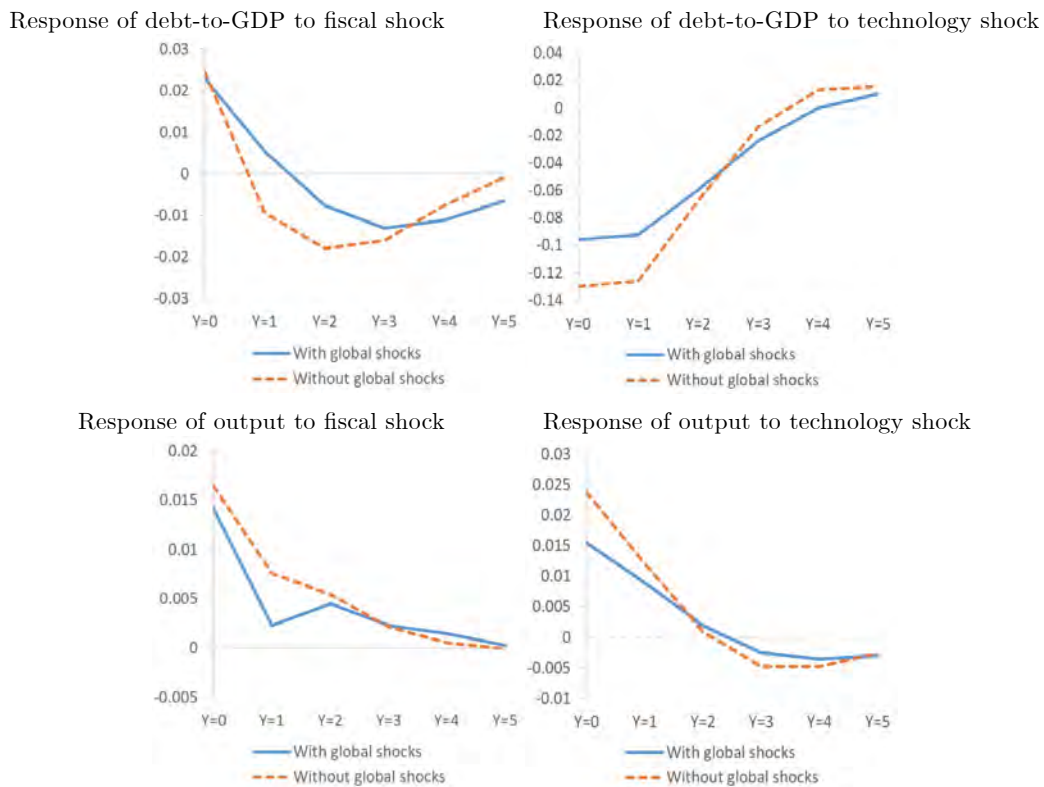 Response of debt-to-GDP to fiscal shock
0.03
0.02
0.01
0
-0.01
-0.02
-0.03
Y=0 Y=1 Y=2 Y=3 Y=4 Y=5
With global shocks
Without global shocks
Response of debt-to-GDP to technology shock
0.04
0.02
0
-0.02
-0.04
-0.06
-0.08
-0.1
-0.12
-0.14
Y=0 Y=1 Y=2 Y=3 Y=4 Y=5
With global shocks
Without global shocks
Response of output to fiscal shock
0.02
0.015
0.01
0.005
0
-0.005
Y=0 Y=1 Y=2 Y=3 Y=4 Y=5
With global shocks
Without global shocks
Response of output to technology shock
0.03
0.025
0.02
0.015
0.01
0.005
0
-0.005
-0.01
Y=0 Y=1 Y=2 Y=3 Y=4 Y=5
With global shocks
Without global shocks